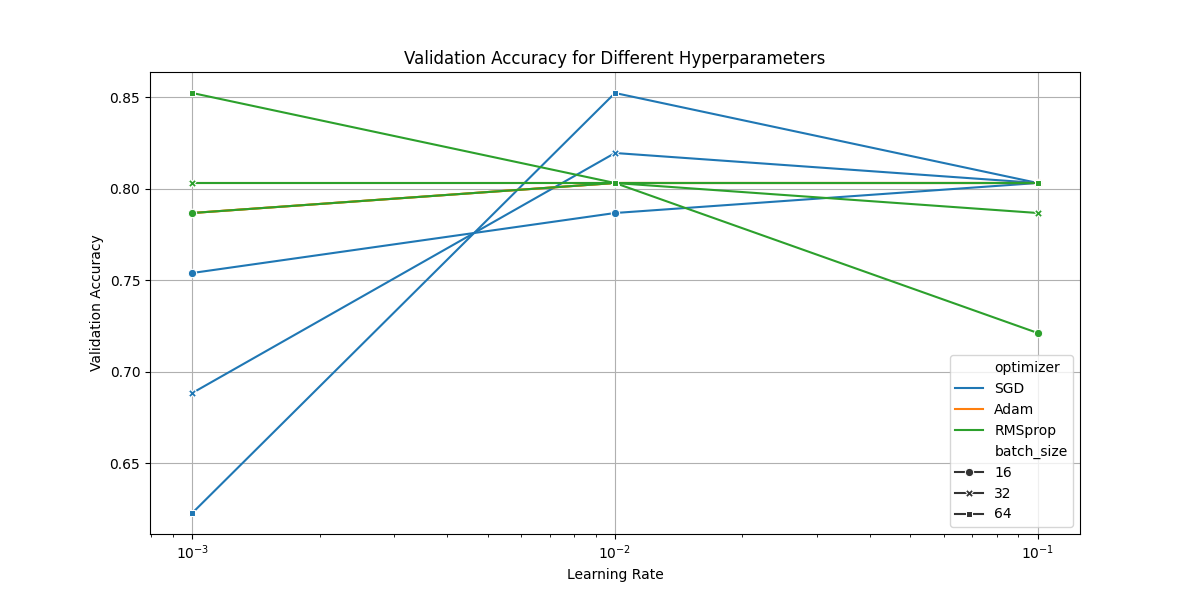 Validation Accuracy for Different Hyperparameters
0.85
0.80
0.75
0.70
0.65
Validation Accuracy
10⁻³
10⁻²
10⁻¹
Learning Rate
optimizer
SGD
Adam
RMSprop
batch_size
16
32
64